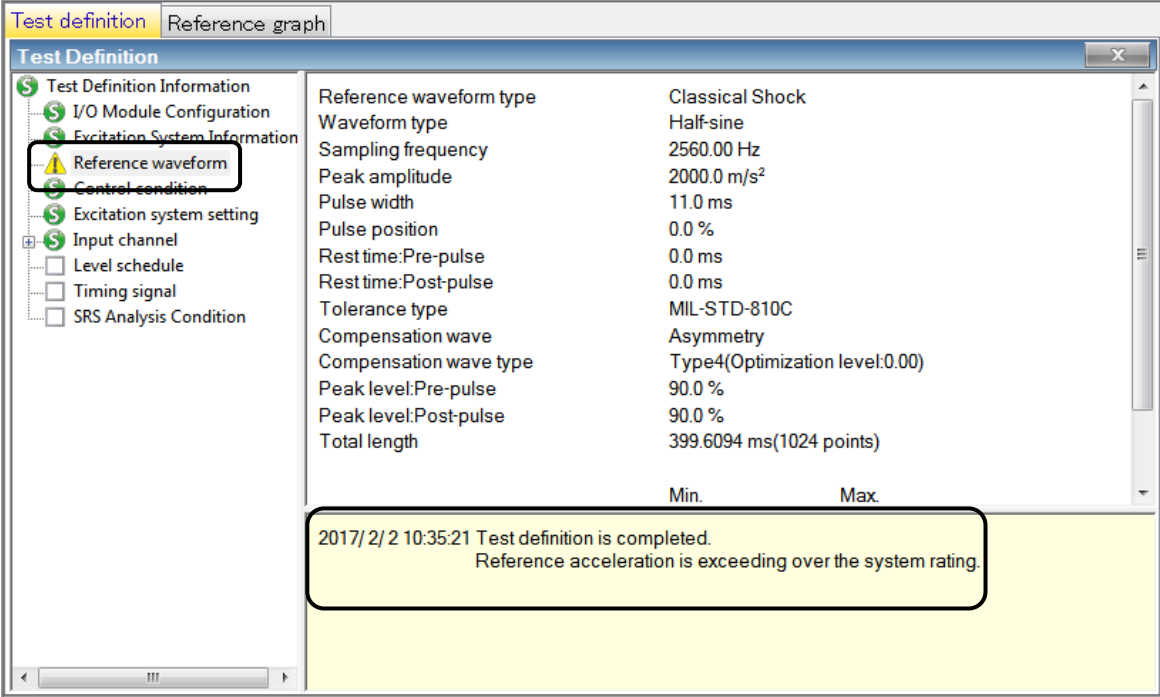 Test definition Reference graph
Test Definition
Test Definition Information
I/O Module Configuration
Excitation System Information
Reference waveform
Control condition
Excitation system setting
Input channel
Level schedule
Timing signal
SRS Analysis Condition
Reference waveform type Classical Shock
Waveform type Half-sine
Sampling frequency 2560.00 Hz
Peak amplitude 2000.0 m/s²
Pulse width 11.0 ms
Pulse position 0.0 %
Rest time:Pre-pulse 0.0 ms
Rest time:Post-pulse 0.0 ms
Tolerance type MIL-STD-810C
Compensation wave Asymmetry
Compensation wave type Type4(Optimization level:0.00)
Peak level:Pre-pulse 90.0 %
Peak level:Post-pulse 90.0 %
Total length 399.6094 ms(1024 points)
Min. Max.
2017/ 2/ 2 10:35:21 Test definition is completed.
Reference acceleration is exceeding over the system rating.